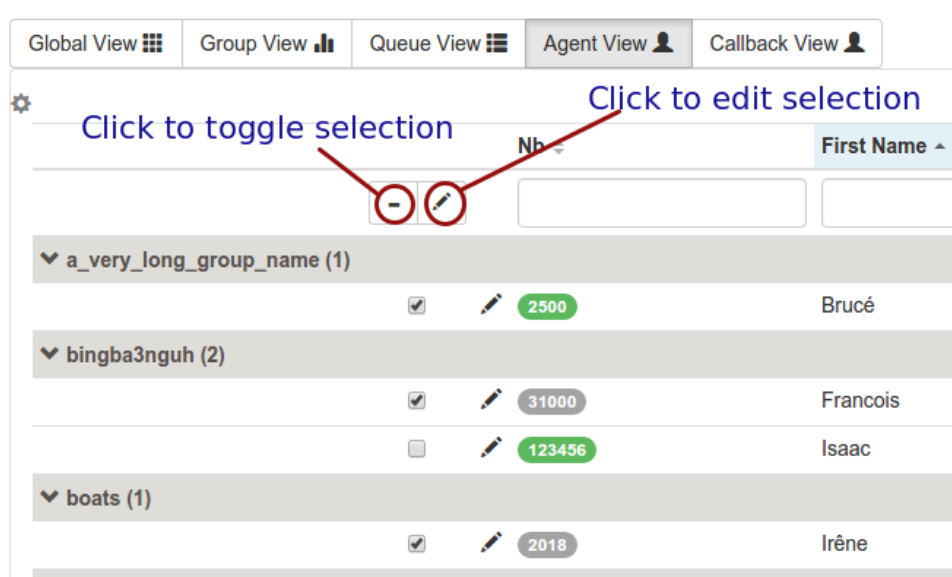 Global View Group View Queue View Agent View Callback View
Click to edit selection
Click to toggle selection
Nb First Name
a_very_long_group_name (1)
2500 Brucé
bingba3nguh (2)
31000 Francois
123456 Isaac
boats (1)
2018 Irêne